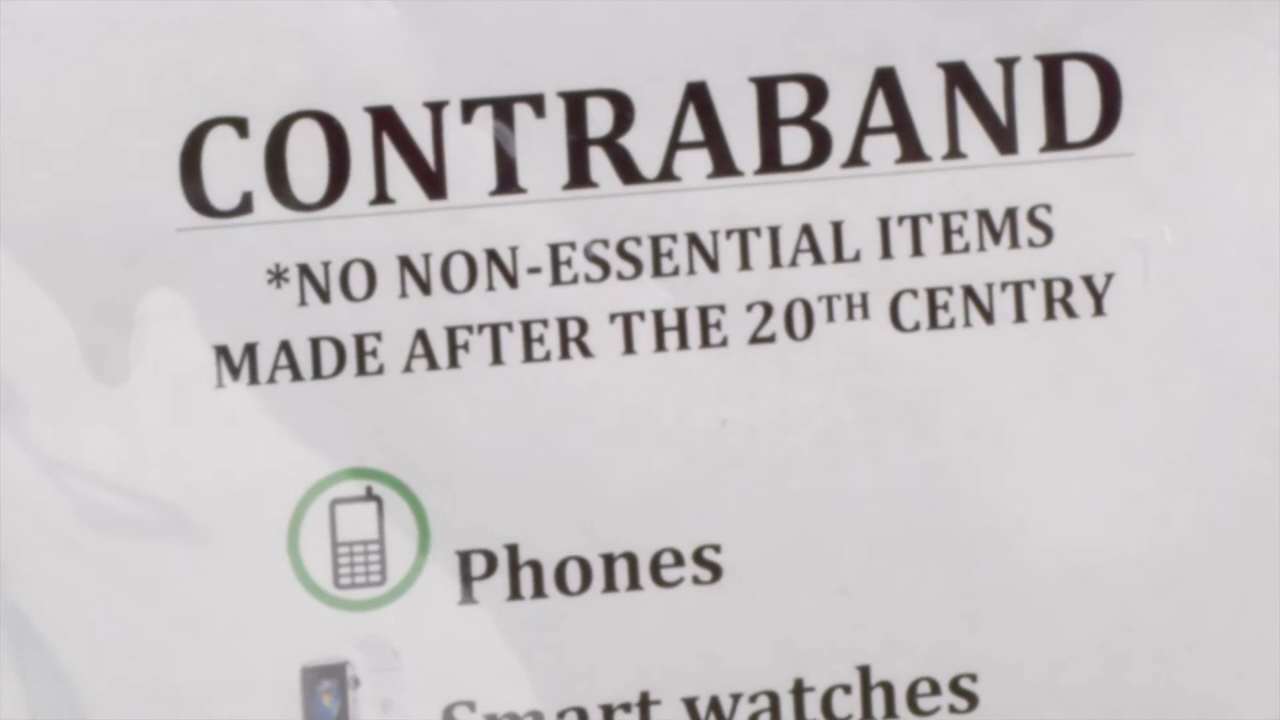 CONTRABAND
*NO NON-ESSENTIAL ITEMS
MADE AFTER THE 20TH CENTRY
Phones
Smart watches